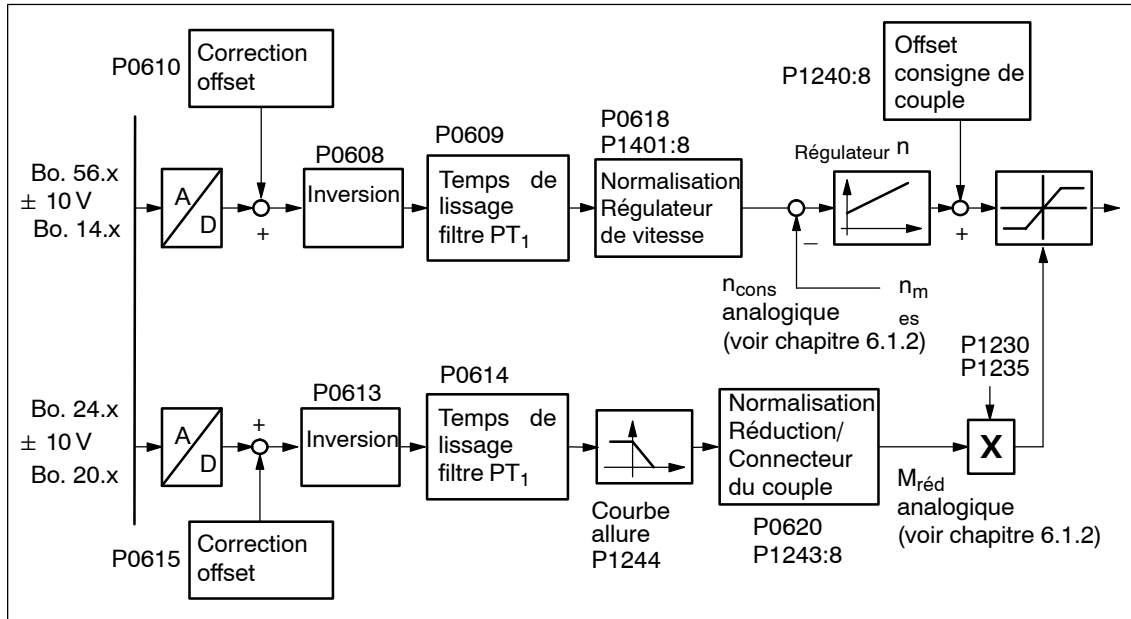 P0610
Correction
offset
P1240:8
Offset
consigne de
couple
Bo. 56.x
± 10 V
Bo. 14.x
A
D
+
P0608
Inversion
P0609
Temps de
lissage
filtre PT1
P0618
P1401:8
Normalisation
Régulateur
de vitesse
–
Régulateur n
+
ncons
analogique
(voir chapitre 6.1.2)
nm
es
P1230
P1235
Bo. 24.x
± 10 V
Bo. 20.x
A
D
+
P0615
Correction
offset
P0613
Inversion
P0614
Temps de
lissage
filtre PT1
Courbe
allure
P1244
Normalisation
Réduction/
Connecteur
du couple
P0620
P1243:8
X
Mréd
analogique
(voir chapitre 6.1.2)